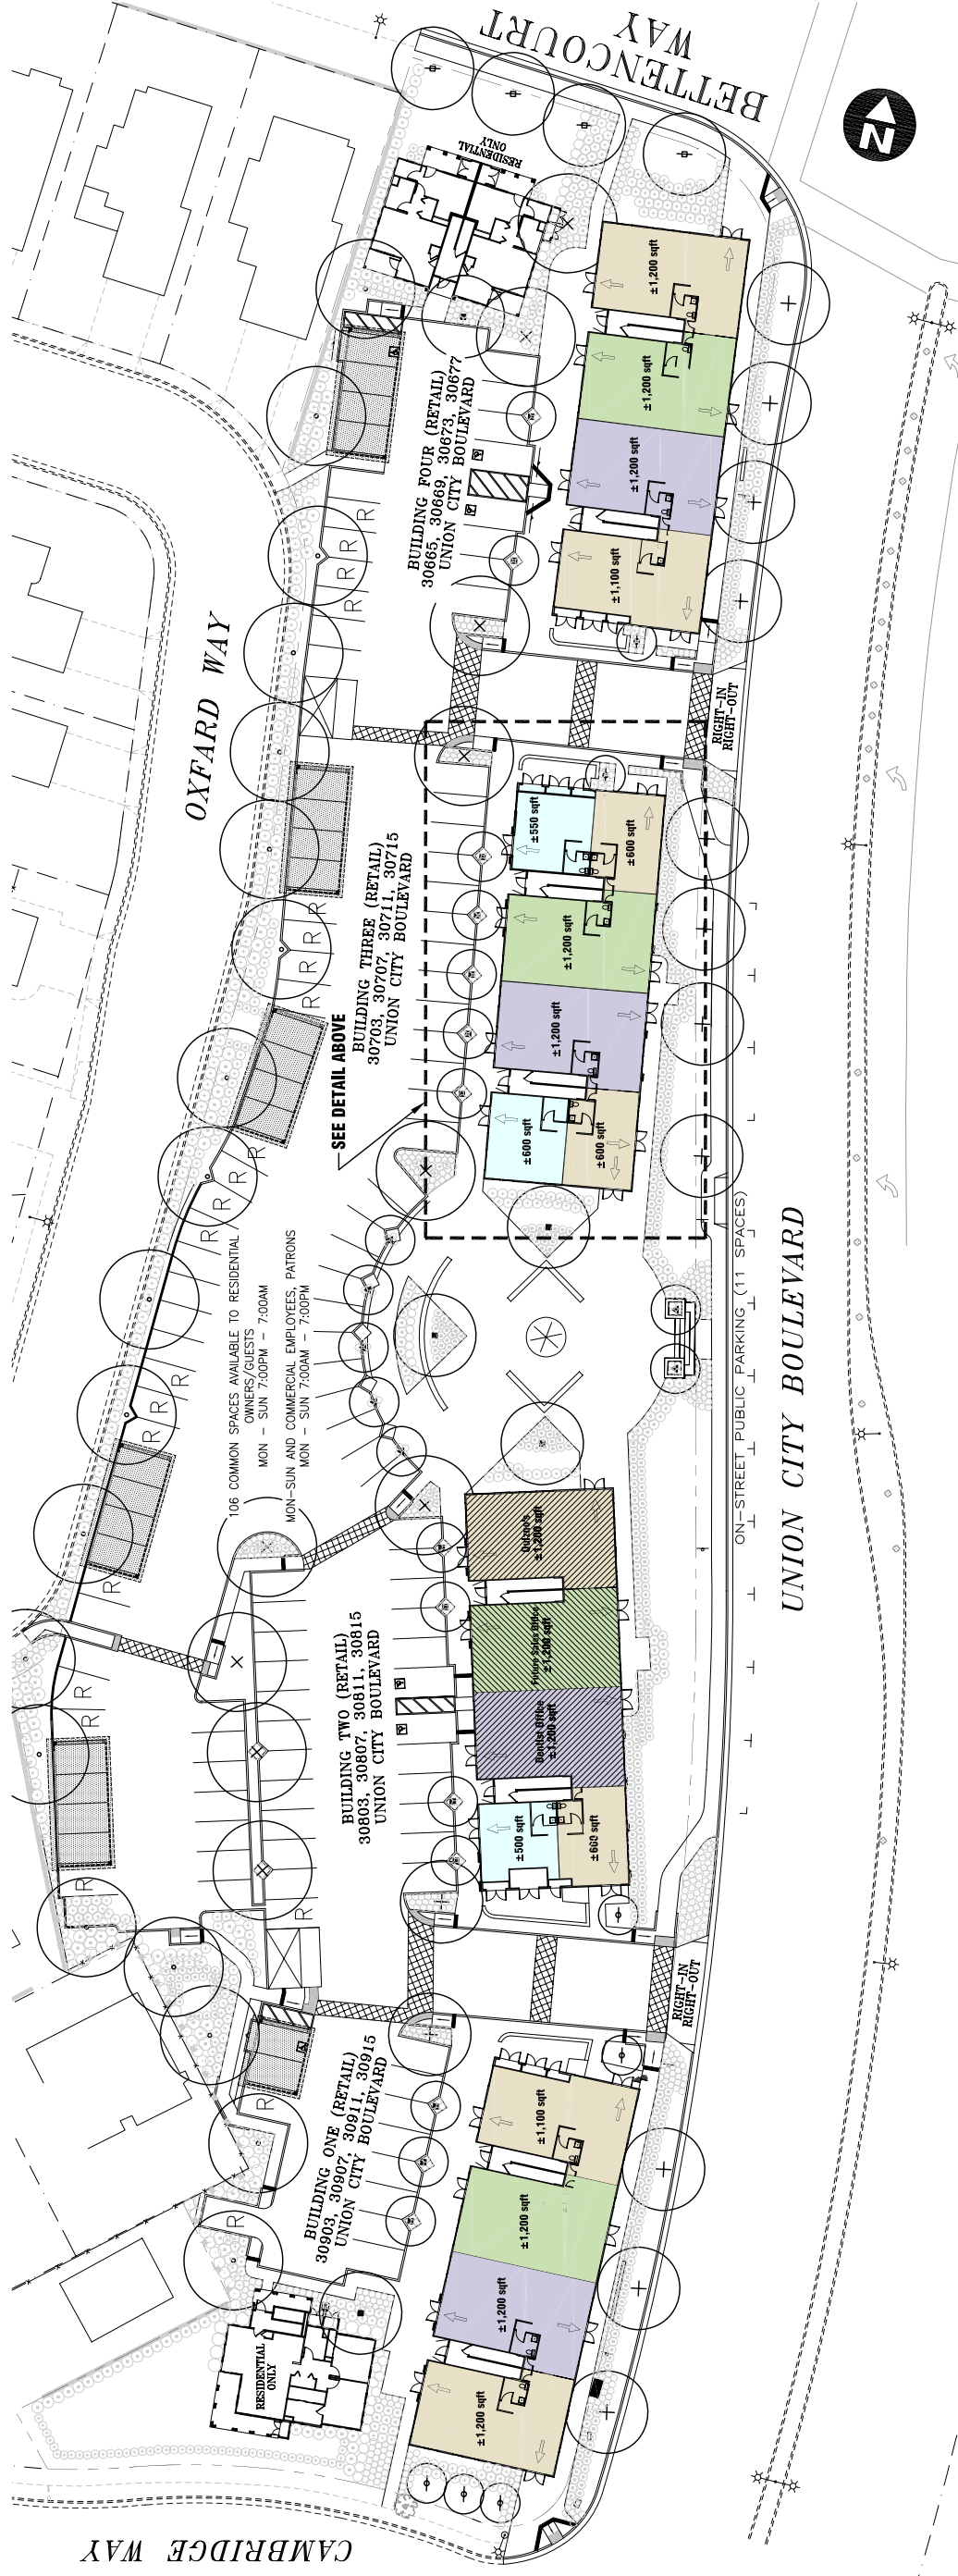 BETTENCOURT
WAY
N
RESIDENTIAL
ONLY
±1,200 sqft
±1,200 sqft
±1,200 sqft
±1,100 sqft
BUILDING FOUR (RETAIL)
30665, 30669, 30673, 30677
UNION CITY BOULEVARD
R
R
R
R
OXFARD WAY
RIGHT-IN
RIGHT-OUT
±550 sqft
±600 sqft
±1,200 sqft
±1,200 sqft
±600 sqft
±600 sqft
BUILDING THREE (RETAIL)
30703, 30707, 30711, 30715
UNION CITY BOULEVARD
SEE DETAIL ABOVE
R
R
R
R
R
R
R
R
106 COMMON SPACES AVAILABLE TO RESIDENTIAL
OWNERS/GUESTS
MON - SUN 7:00PM - 7:00AM
MON-SUN AND COMMERCIAL EMPLOYEES, PATRONS
MON - SUN 7:00AM - 7:00PM
ON-STREET PUBLIC PARKING (11 SPACES)
UNION CITY BOULEVARD
R
R
R
R
R
Quizno's
±1,200 sqft
Future Sales Office
±1,200 sqft
Dentist Office
±1,200 sqft
±500 sqft
±600 sqft
BUILDING TWO (RETAIL)
30803, 30807, 30811, 30815
UNION CITY BOULEVARD
R
R
R
R
RIGHT-IN
RIGHT-OUT
±1,100 sqft
±1,200 sqft
±1,200 sqft
±1,200 sqft
BUILDING ONE (RETAIL)
30903, 30907, 30911, 30915
UNION CITY BOULEVARD
R
R
RESIDENTIAL
ONLY
CAMBRIDGE WAY